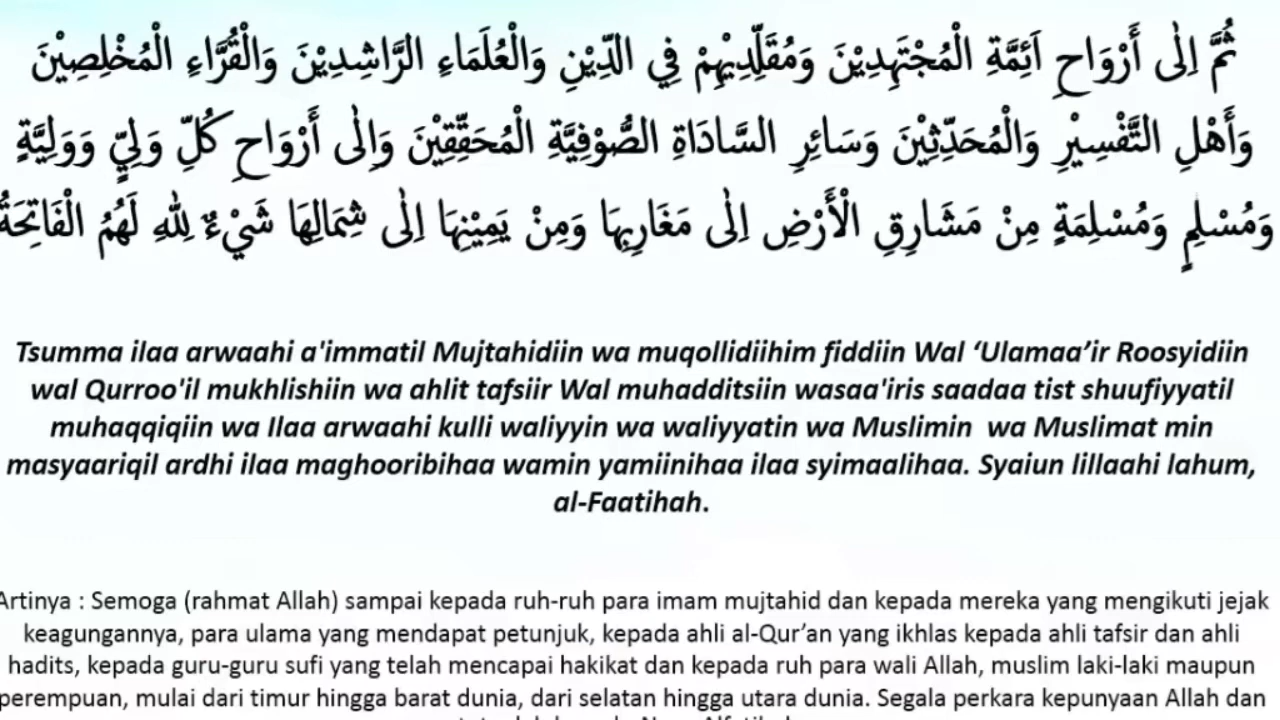 ثُمَّ اِلٰى أَرْوَاحِ اَئِمَّةِ الْمُجْتَهِدِيْنَ وَمُقَلِّدِيْهِمْ فِي الدِّيْنِ وَالْعُلَمَاءِ الرَّاشِدِيْنَ وَالْقُرَّاءِ الْمُخْلِصِيْنَ
وَأَهْلِ التَّفْسِيْرِ وَالْمُحَدِّثِيْنَ وَسَائِرِ السَّادَاةِ الصُّوْفِيَّةِ الْمُحَقِّقِيْنَ وَاِلٰى أَرْوَاحِ كُلِّ وَلِيٍّ وَوَلِيَّةٍ
وَمُسْلِمٍ وَمُسْلِمَةٍ مِنْ مَشَارِقِ الْأَرْضِ اِلٰى مَغَارِبِهَا وَمِنْ يَمِيْنِهَا اِلٰى شِمَالِهَا شَيْءٌ لِلّٰهِ لَهُمُ الْفَاتِحَةُ
Tsumma ilaa arwaahi a'immatil Mujtahidiin wa muqollidiihim fiddiin Wal ‘Ulamaa’ir Roosyidiin
wal Qurroo'il mukhlishiin wa ahlit tafsiir Wal muhadditsiin wasaa'iris saadaa tist shuufiyyatil
muhaqqiqiin wa Ilaa arwaahi kulli waliyyin wa waliyyatin wa Muslimin wa Muslimat min
masyaariqil ardhi ilaa maghooribihaa wamin yamiinihaa ilaa syimaalihaa. Syaiun lillaahi lahum,
al-Faatihah.
Artinya : Semoga (rahmat Allah) sampai kepada ruh-ruh para imam mujtahid dan kepada mereka yang mengikuti jejak
keagungannya, para ulama yang mendapat petunjuk, kepada ahli al-Qur’an yang ikhlas kepada ahli tafsir dan ahli
hadits, kepada guru-guru sufi yang telah mencapai hakikat dan kepada ruh para wali Allah, muslim laki-laki maupun
perempuan, mulai dari timur hingga barat dunia, dari selatan hingga utara dunia. Segala perkara kepunyaan Allah dan